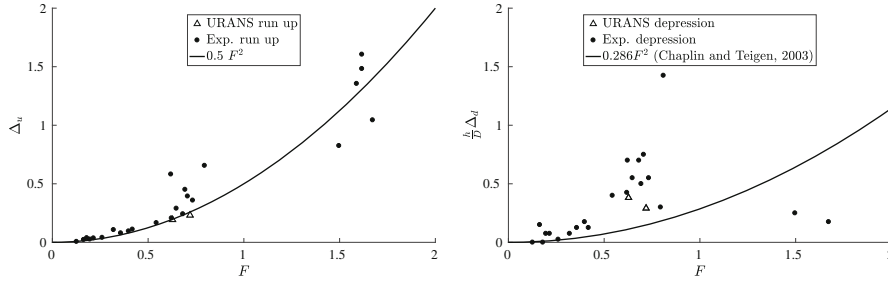 2
1.5
1
0.5
0
Δ_u
△ URANS run up
• Exp. run up
— 0.5 F²
0 0.5 1 1.5 2
F
2
1.5
1
0.5
0
h/D Δ_d
△ URANS depression
• Exp. depression
— 0.286F² (Chaplin and Teigen, 2003)
0 0.5 1 1.5
F